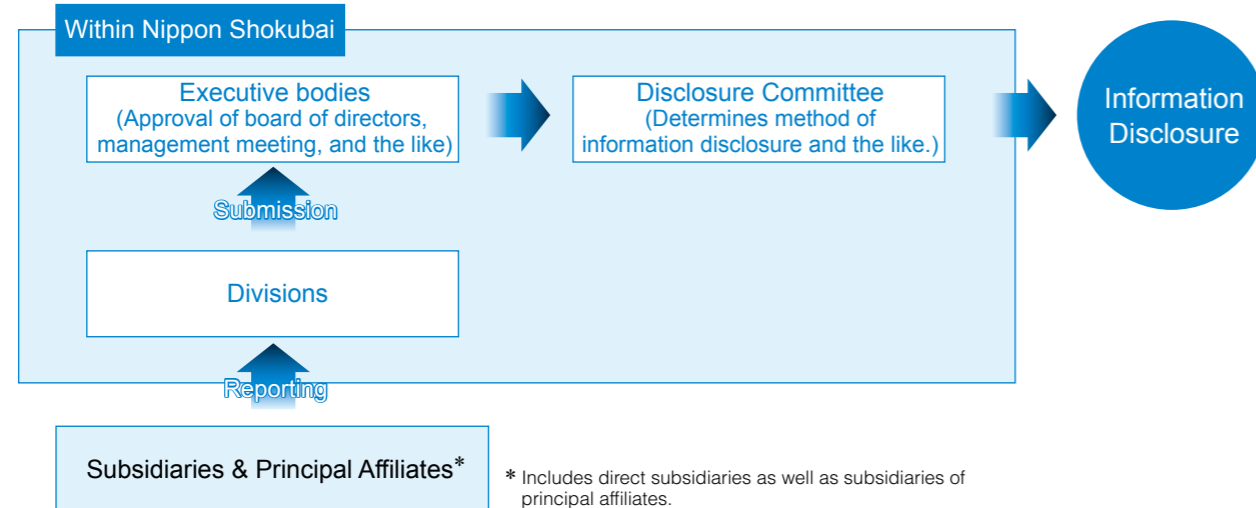 Within Nippon Shokubai
Executive bodies
(Approval of board of directors,
management meeting, and the like)
Disclosure Committee
(Determines method of
information disclosure and the like.)
Information
Disclosure
Submission
Divisions
Reporting
Subsidiaries & Principal Affiliates*
* Includes direct subsidiaries as well as subsidiaries of
principal affiliates.